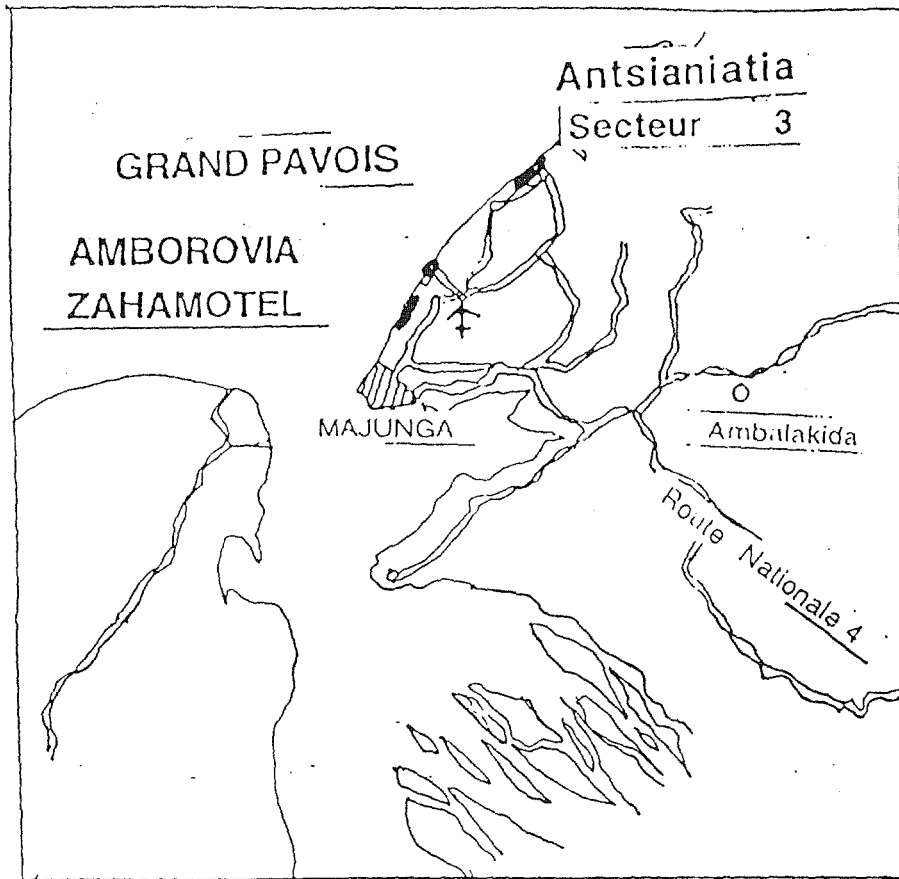 Antsianiatia
Secteur 3
GRAND PAVOIS
AMBOROVIA
ZAHAMOTEL
MAJUNGA
Ambalakida
Route Nationale 4